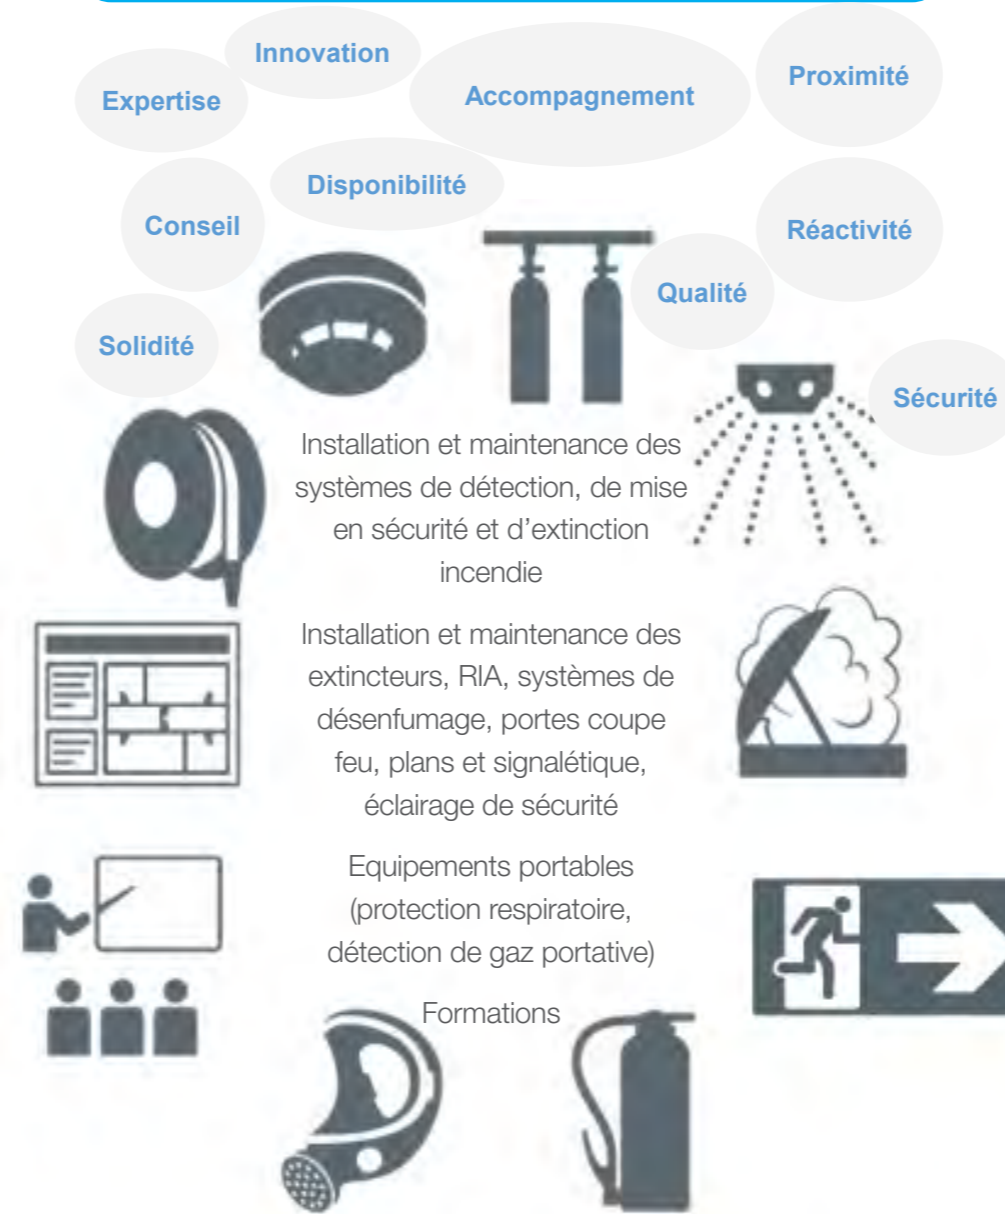 Innovation
Proximité
Expertise
Accompagnement
Disponibilité
Conseil
Réactivité
Qualité
Solidité
Sécurité
Installation et maintenance des
systèmes de détection, de mise
en sécurité et d’extinction
incendie
Installation et maintenance des
extincteurs, RIA, systèmes de
désenfumage, portes coupe
feu, plans et signalétique,
éclairage de sécurité
Equipements portables
(protection respiratoire,
détection de gaz portative)
Formations